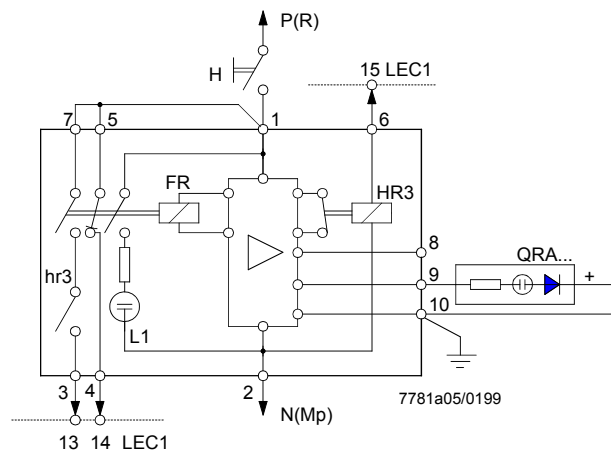 P(R)
H
15 LEC1
7 5 1 6
FR
HR3
8
QRA...
9
+
hr3
10
L1
3 4 2
7781a05/0199
N(Mp)
13 14 LEC1